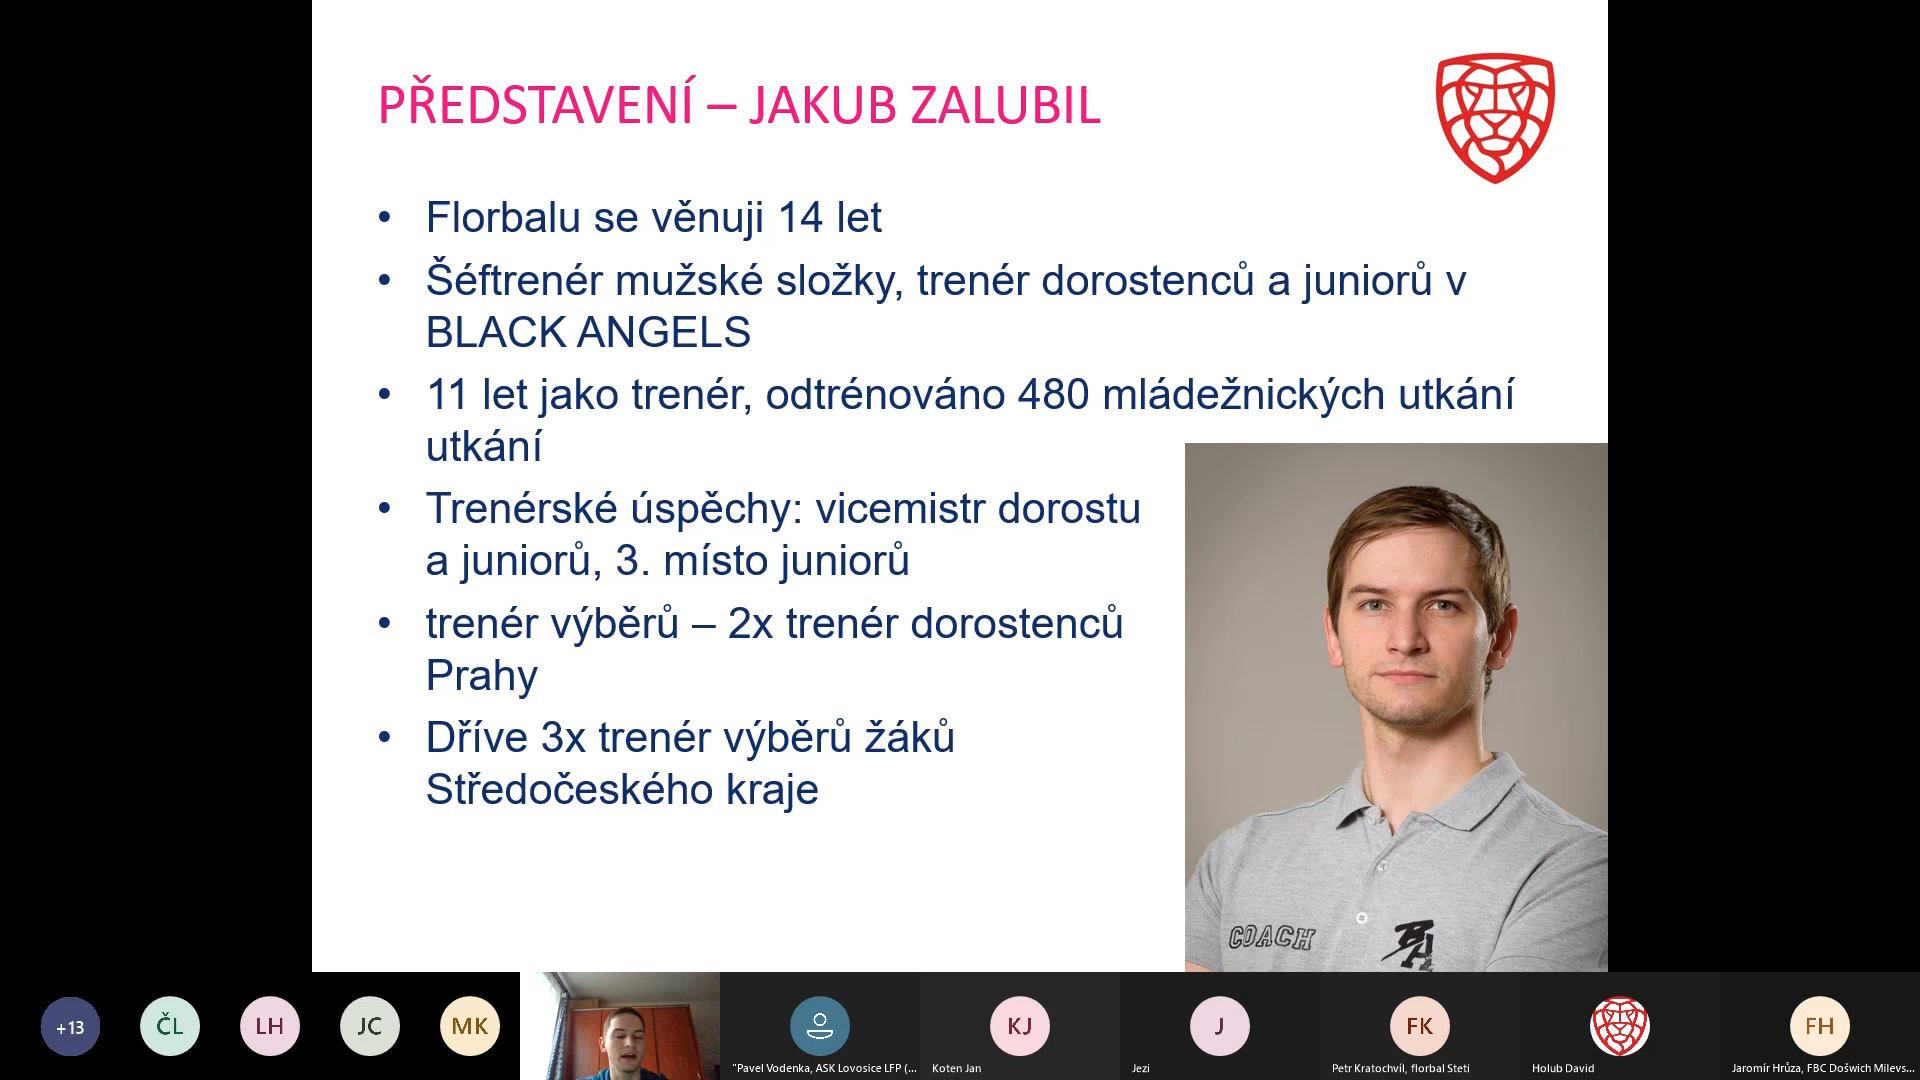 PŘEDSTAVENÍ – JAKUB ZALUBIL
• Florbalu se věnuji 14 let
• Šéftrenér mužské složky, trenér dorostenců a juniorů v
BLACK ANGELS
• 11 let jako trenér, odtrénováno 480 mládežnických utkání
utkání
• Trenérské úspěchy: vicemistr dorostu
a juniorů, 3. místo juniorů
• trenér výběrů – 2x trenér dorostenců
Prahy
• Dříve 3x trenér výběrů žáků
Středočeského kraje
COACH
BA
+13
ČL
LH
JC
MK
KJ
J
FK
FH
"Pavel Vodenka, ASK Lovosice LFP (...
Koten Jan
Jezi
Petr Kratochvíl, florbal Steti
Holub David
Jaromír Hrůza, FBC Došwich Milevs...